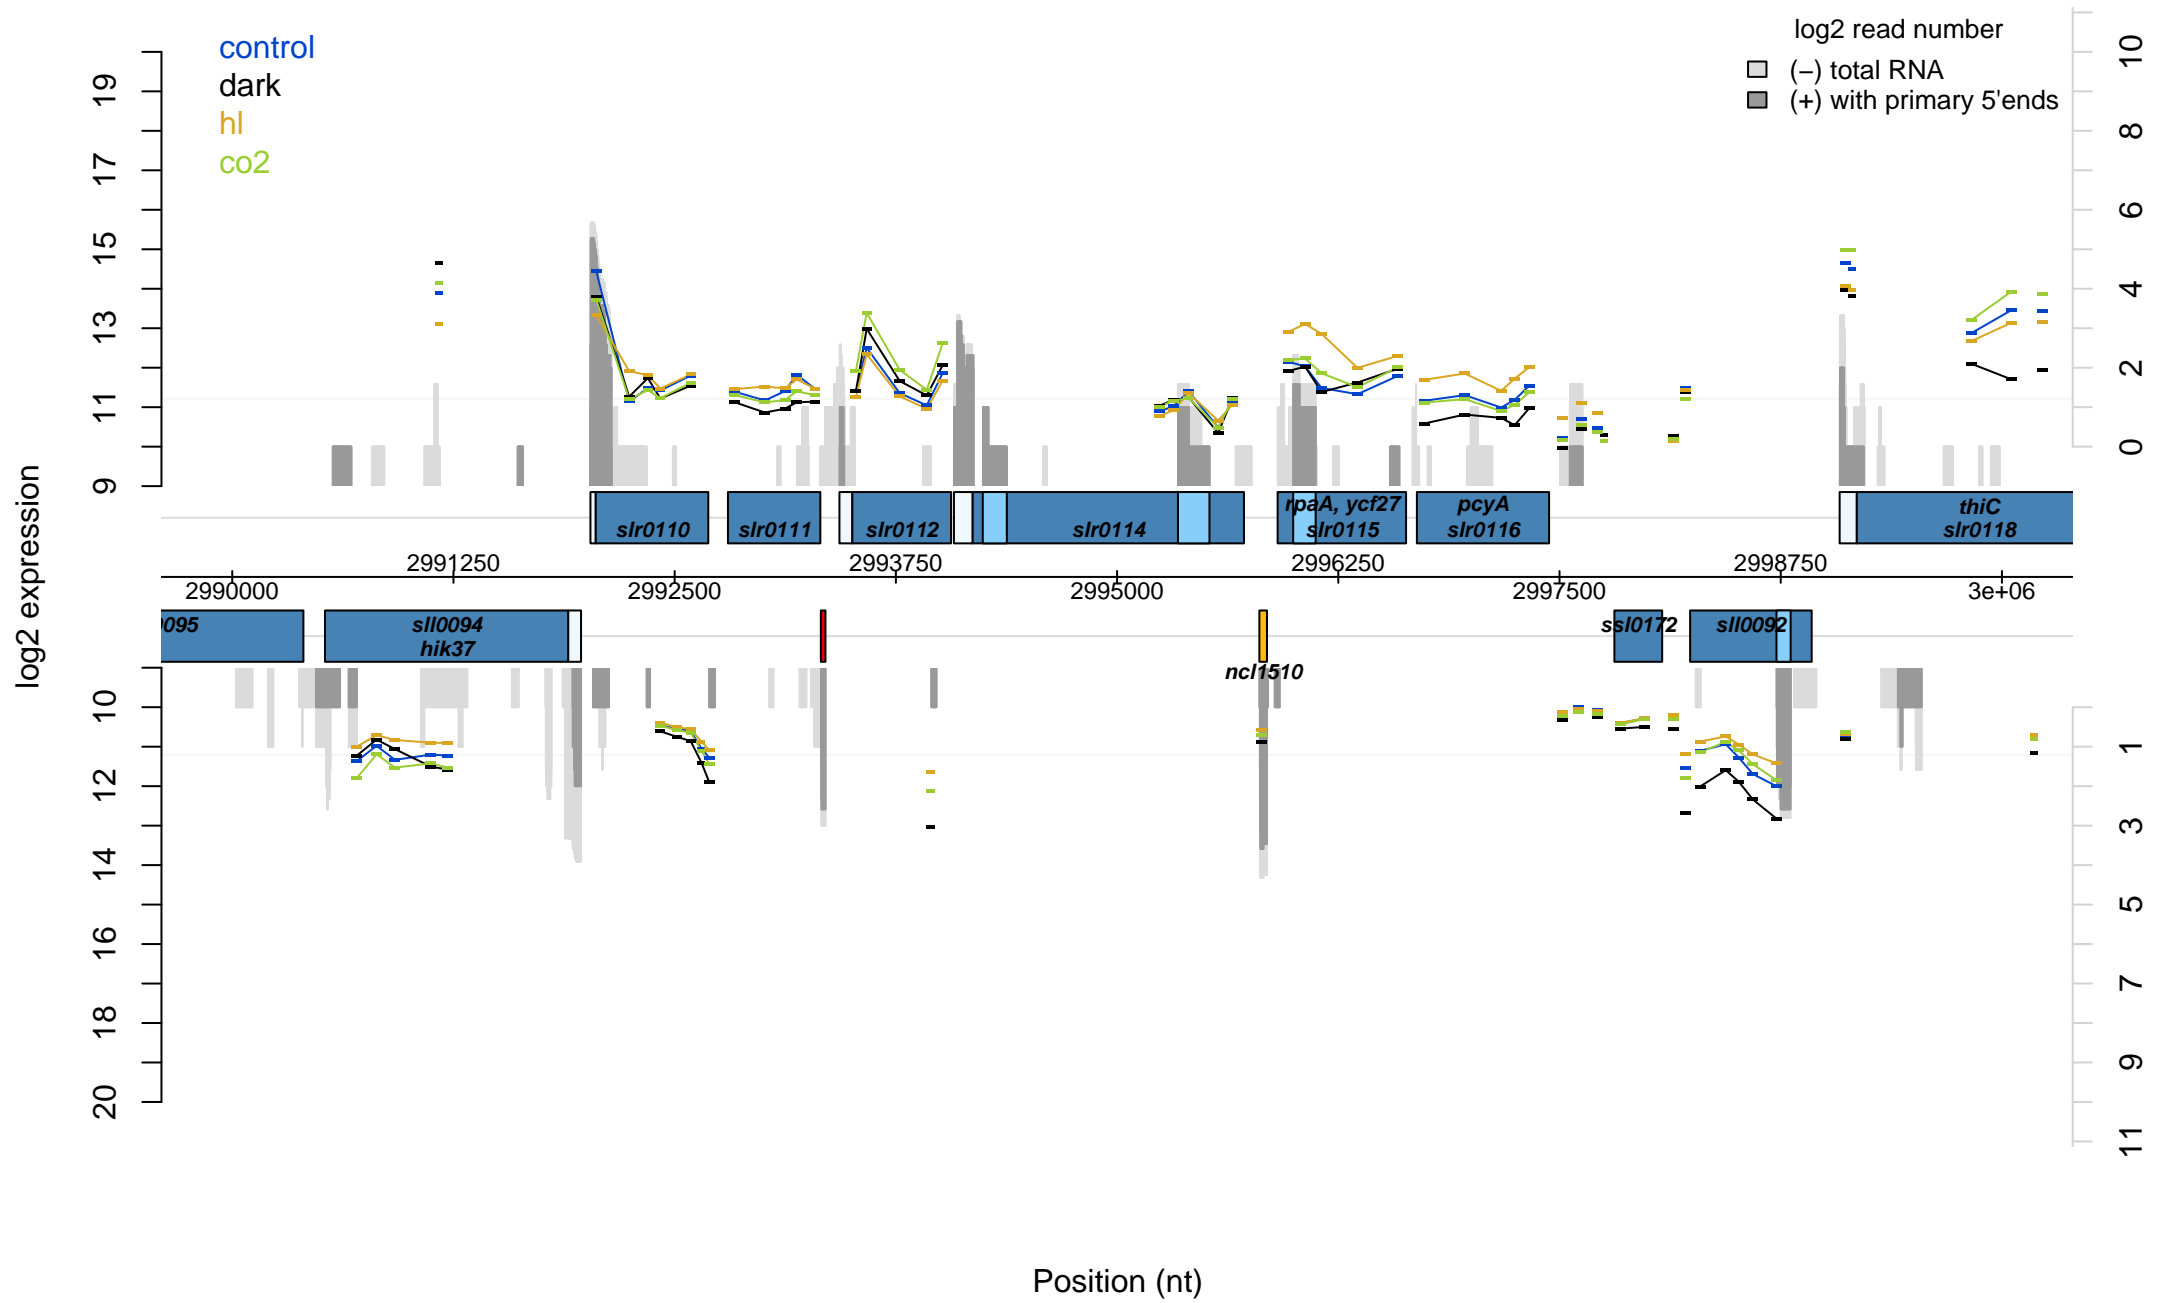 control
dark
hl
co2
log2 read number
(−) total RNA
(+) with primary 5'ends
log2 expression
19
17
15
13
11
9
10
8
6
4
2
0
slr0110
slr0111
slr0112
slr0114
rpaA, ycf27
slr0115
pcyA
slr0116
thiC
slr0118
2991250
2993750
2996250
2998750
2990000
2992500
2995000
2997500
3e+06
0095
sll0094
hik37
ncl1510
ssl0172
sll0092
10
12
14
16
18
20
1
3
5
7
9
11
Position (nt)